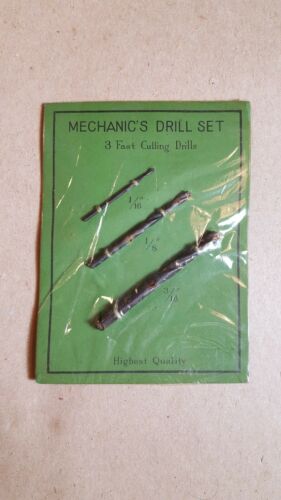 MECHANIC'S DRILL SET
3 Fast Cutting Drills
1/16"
1/8"
3/16"
Highest Quality